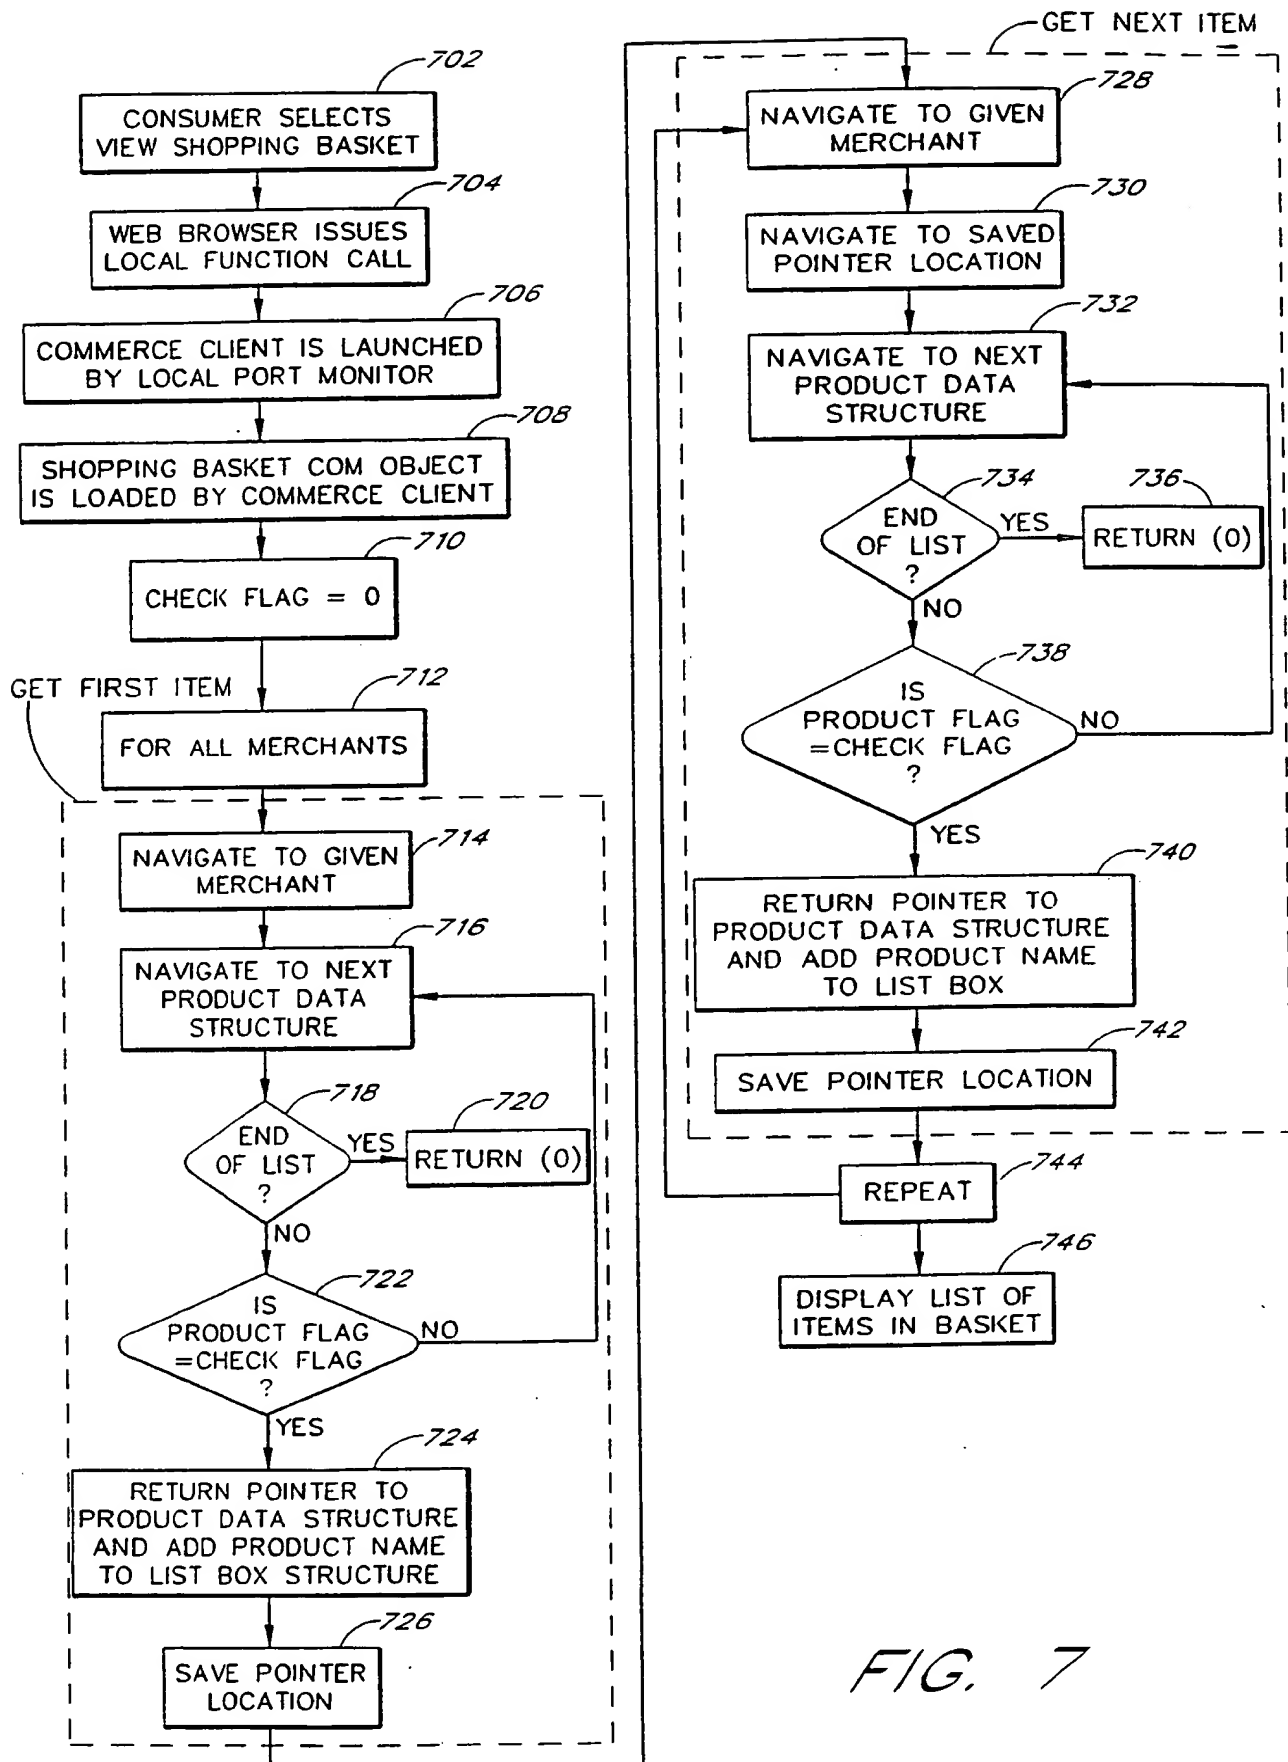 702
CONSUMER SELECTS
VIEW SHOPPING BASKET
704
WEB BROWSER ISSUES
LOCAL FUNCTION CALL
706
COMMERCE CLIENT IS LAUNCHED
BY LOCAL PORT MONITOR
708
SHOPPING BASKET COM OBJECT
IS LOADED BY COMMERCE CLIENT
710
CHECK FLAG = 0
GET FIRST ITEM
712
FOR ALL MERCHANTS
714
NAVIGATE TO GIVEN
MERCHANT
716
NAVIGATE TO NEXT
PRODUCT DATA
STRUCTURE
718
END
OF LIST
?
YES
720
RETURN (0)
NO
722
IS
PRODUCT FLAG
=CHECK FLAG
?
NO
YES
724
RETURN POINTER TO
PRODUCT DATA STRUCTURE
AND ADD PRODUCT NAME
TO LIST BOX STRUCTURE
726
SAVE POINTER
LOCATION
GET NEXT ITEM
728
NAVIGATE TO GIVEN
MERCHANT
730
NAVIGATE TO SAVED
POINTER LOCATION
732
NAVIGATE TO NEXT
PRODUCT DATA
STRUCTURE
734
END
OF LIST
?
YES
736
RETURN (0)
NO
738
IS
PRODUCT FLAG
=CHECK FLAG
?
NO
YES
740
RETURN POINTER TO
PRODUCT DATA STRUCTURE
AND ADD PRODUCT NAME
TO LIST BOX
742
SAVE POINTER LOCATION
744
REPEAT
746
DISPLAY LIST OF
ITEMS IN BASKET
FIG. 7